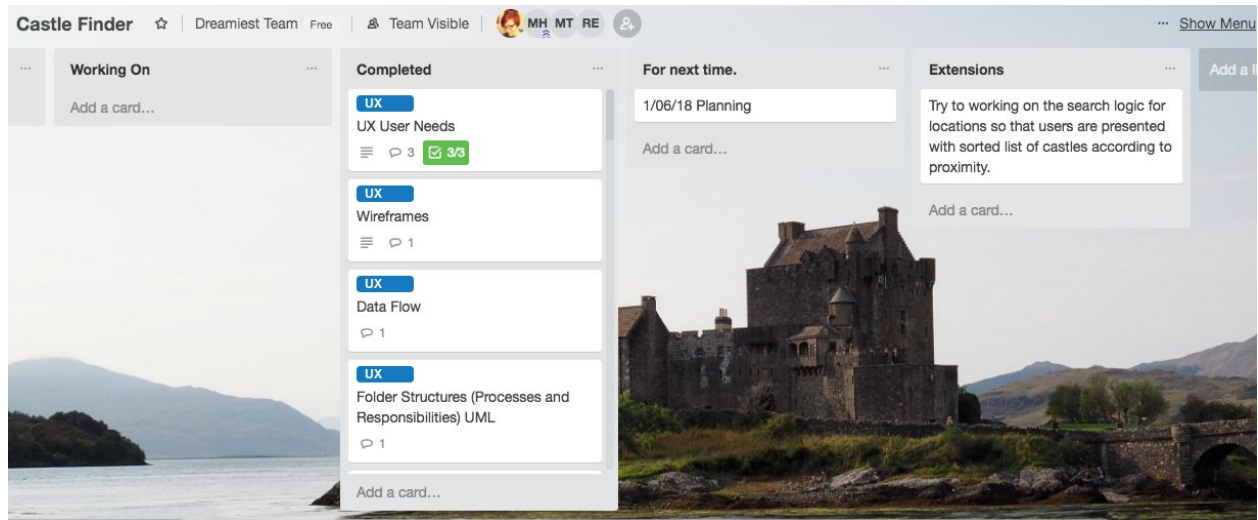 Castle Finder Dreamiest Team Free Team Visible MH MT RE ... Show Menu
...
Working On ...
Add a card...
Completed ...
UX
UX User Needs
3 3/3
UX
Wireframes
1
UX
Data Flow
1
UX
Folder Structures (Processes and
Responsibilities) UML
1
Add a card...
For next time. ...
1/06/18 Planning
Add a card...
Extensions ...
Try to working on the search logic for
locations so that users are presented
with sorted list of castles according to
proximity.
Add a card...
Add a li